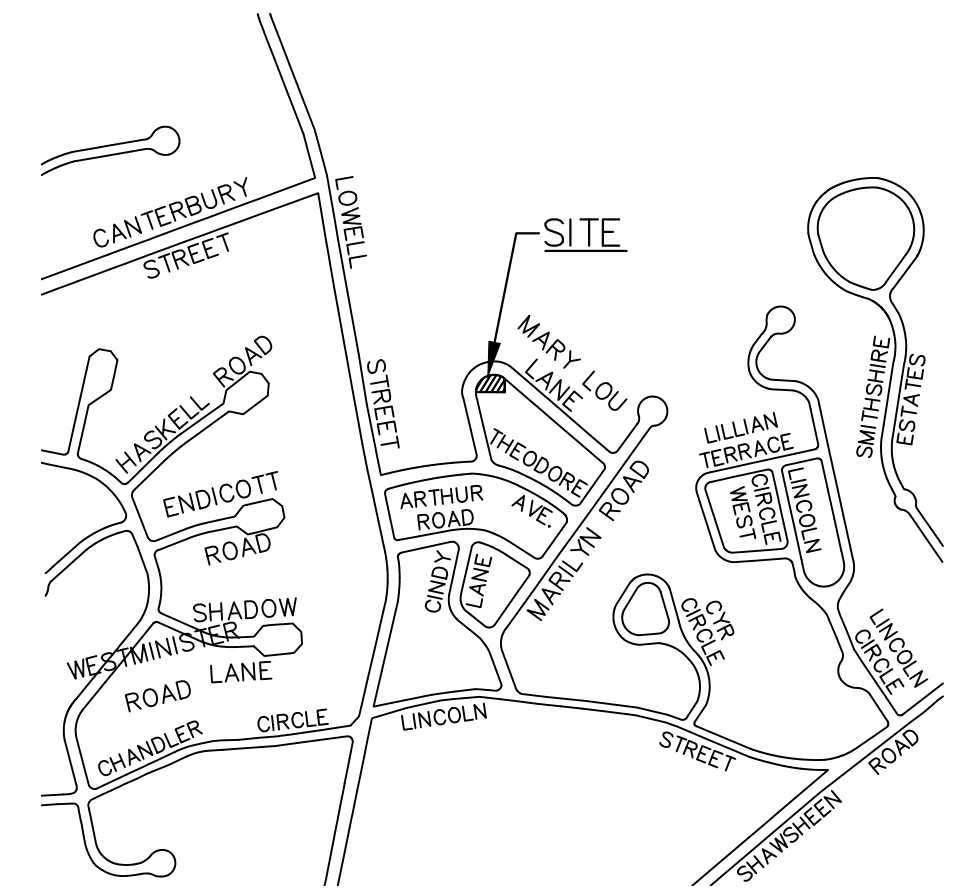 CANTERBURY
STREET
LOWELL
STREET
SITE
MARY LOU
LANE
SMITHSHIRE
ESTATES
HASKELL ROAD
LILLIAN
TERRACE
THEODORE
AVE.
MARILYN ROAD
ENDICOTT
ROAD
ARTHUR
ROAD
CIRCLE
WEST
LINCOLN
CINDY
LANE
SHADOW
LANE
WESTMINISTER
ROAD
CYR
CIRCLE
LINCOLN
CIRCLE
CHANDLER CIRCLE
LINCOLN
STREET
SHAWSHEEN ROAD